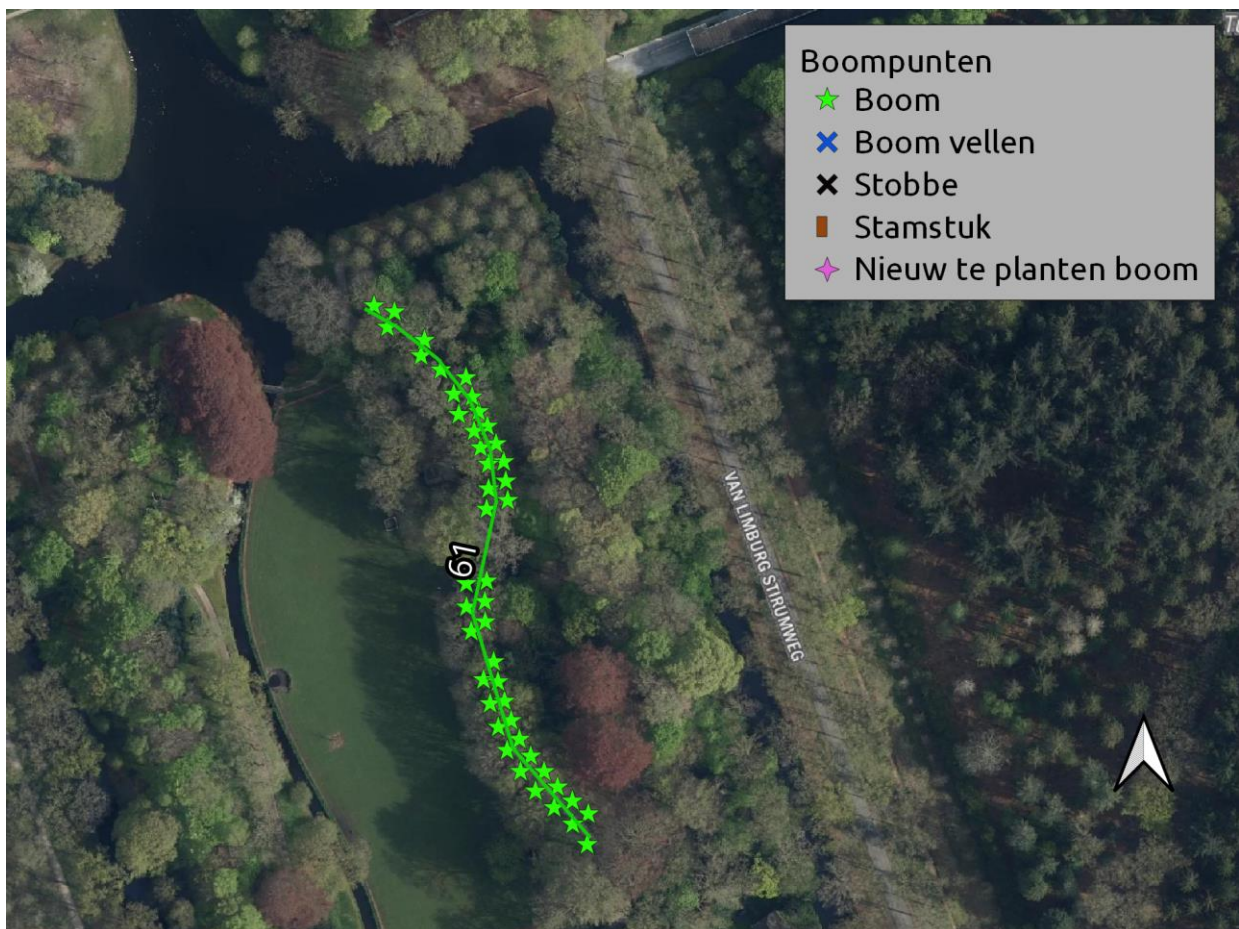 Boompunten
Boom
Boom vellen
Stobbe
Stamstuk
Nieuw te planten boom
61
VAN LIMBURG STIRUMWEG